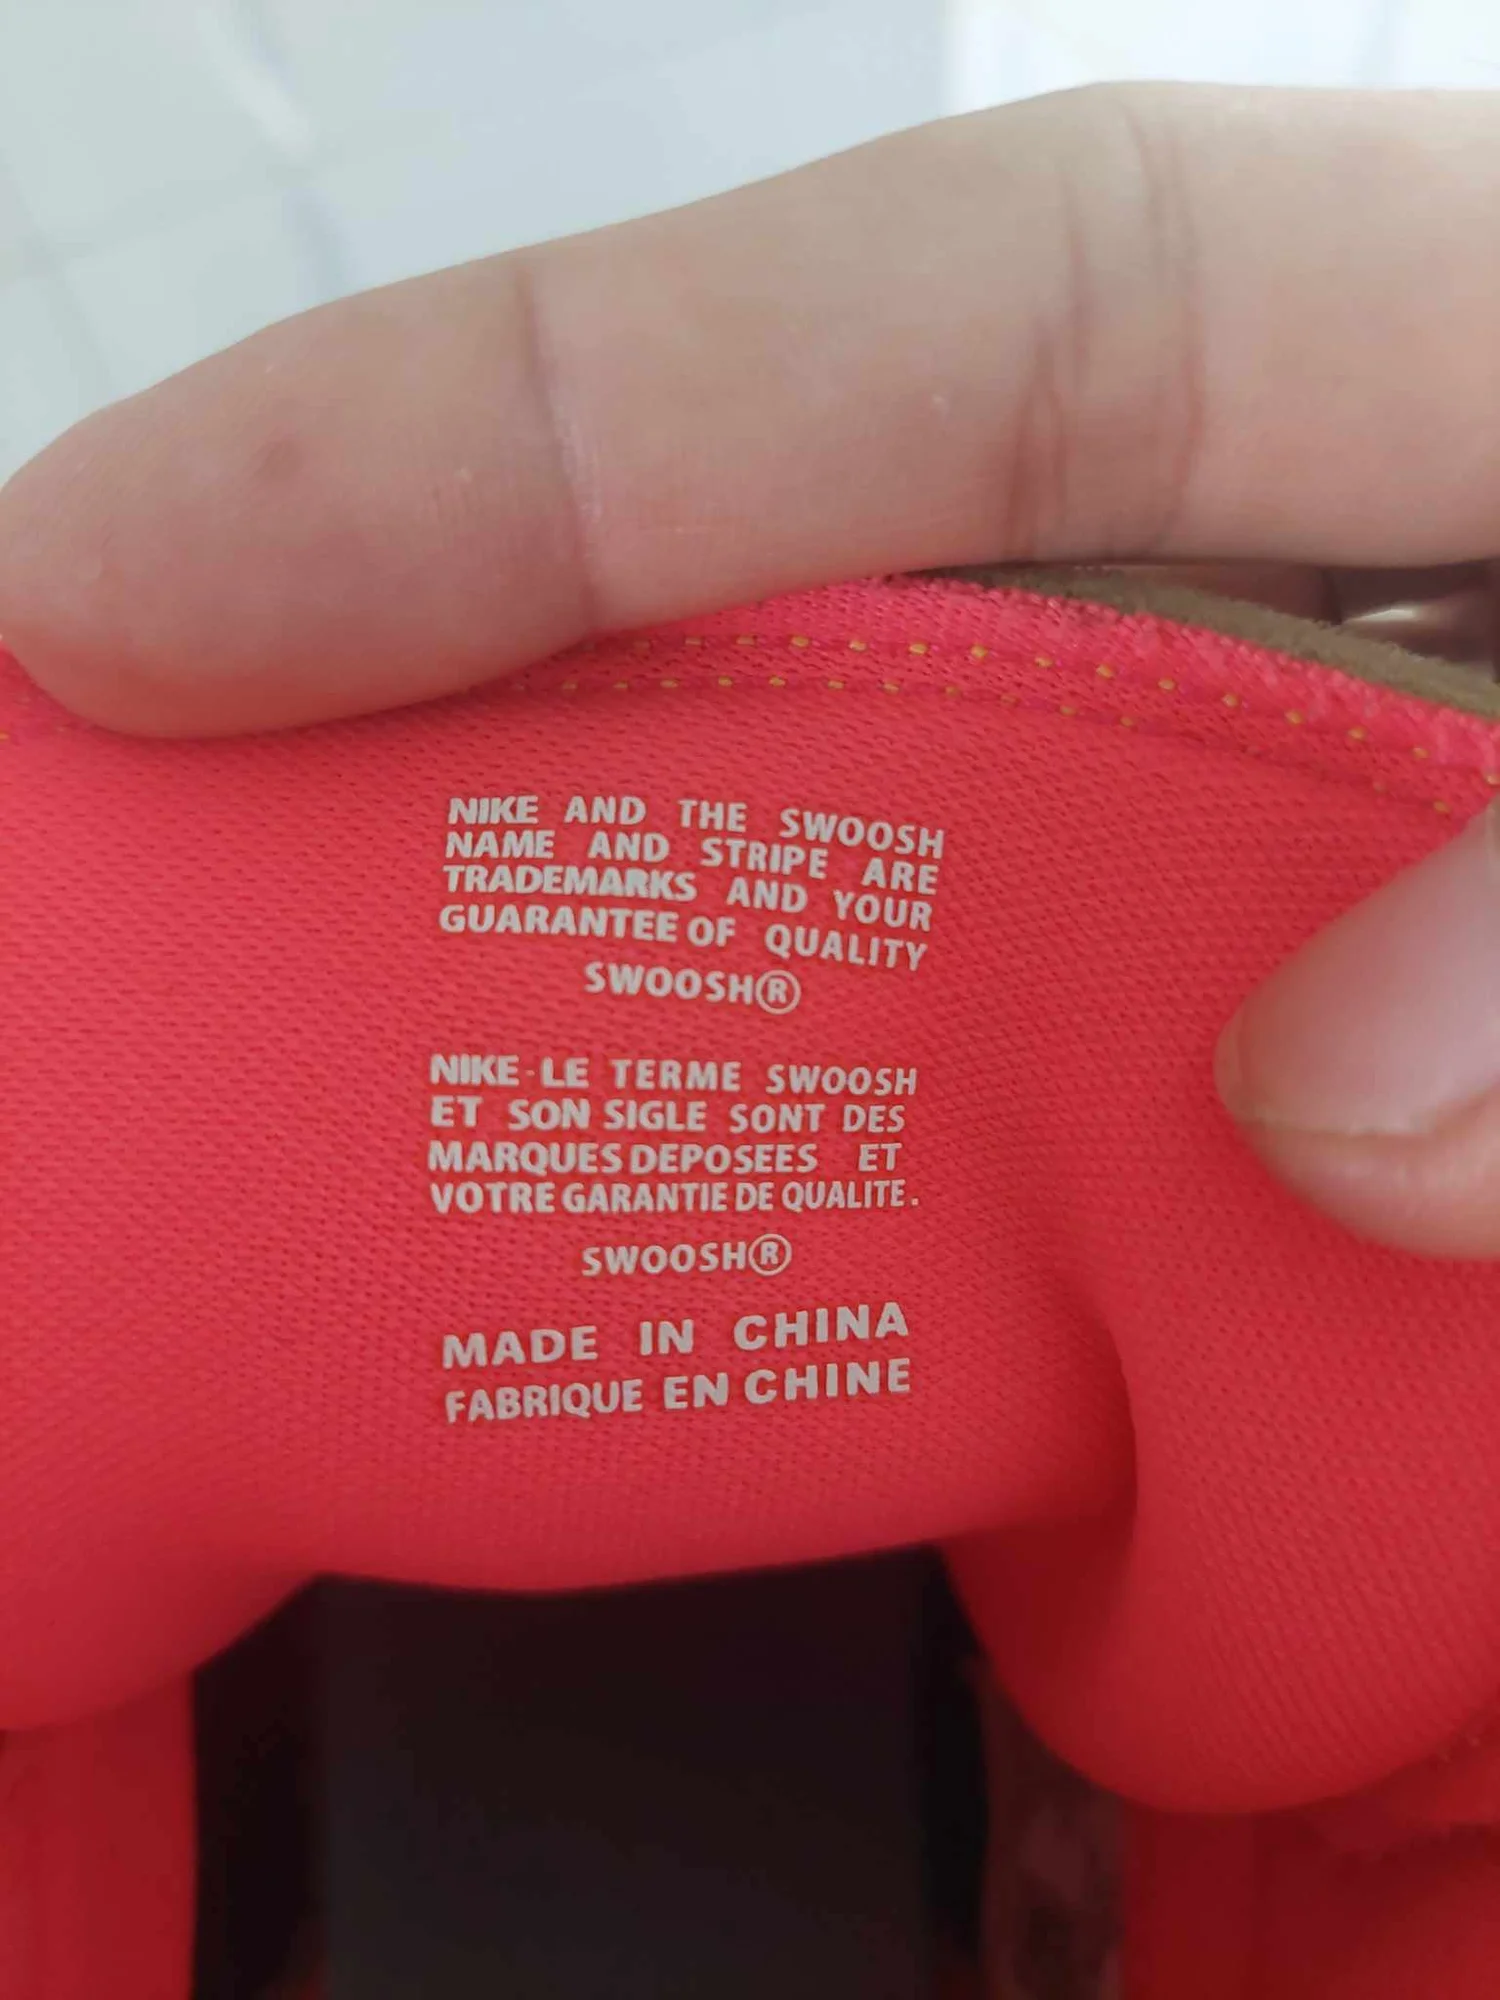 NIKE AND THE SWOOSH
NAME AND STRIPE ARE
TRADEMARKS AND YOUR
GUARANTEE OF QUALITY
SWOOSH®
NIKE-LE TERME SWOOSH
ET SON SIGLE SONT DES
MARQUES DEPOSEES ET
VOTRE GARANTIE DE QUALITE.
SWOOSH®
MADE IN CHINA
FABRIQUE EN CHINE